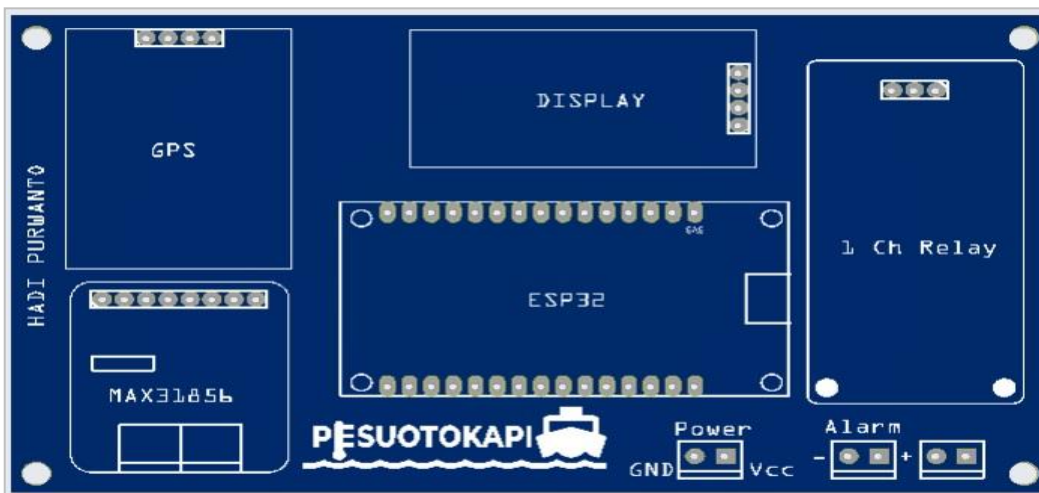 GPS
DISPLAY
HADI PURWANTO
1 Ch Relay
ESP32
MAX31856
PESUOTOKAPI
Power
GND
Vcc
Alarm
- +